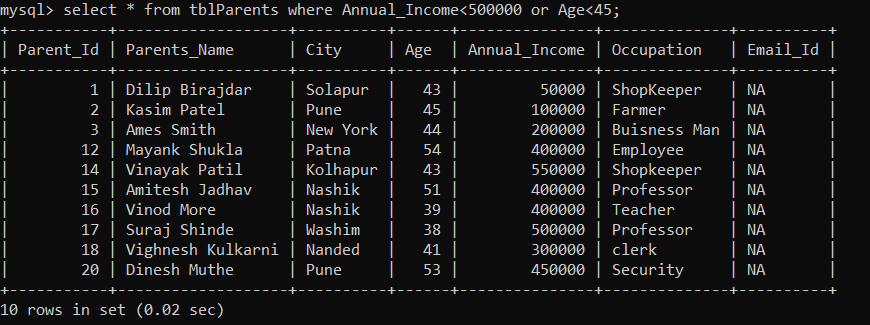 mysql> select * from tblParents where Annual_Income<500000 or Age<45;
+-----------+-------------------+----------+------+---------------+--------------+----------+
| Parent_Id | Parents_Name      | City     | Age  | Annual_Income | Occupation   | Email_Id |
+-----------+-------------------+----------+------+---------------+--------------+----------+
|         1 | Dilip Birajdar    | Solapur  |   43 |         50000 | ShopKeeper   | NA       |
|         2 | Kasim Patel       | Pune     |   45 |        100000 | Farmer       | NA       |
|         3 | Ames Smith        | New York |   44 |        200000 | Buisness Man | NA       |
|        12 | Mayank Shukla     | Patna    |   54 |        400000 | Employee     | NA       |
|        14 | Vinayak Patil     | Kolhapur |   43 |        550000 | Shopkeeper   | NA       |
|        15 | Amitesh Jadhav    | Nashik   |   51 |        400000 | Professor    | NA       |
|        16 | Vinod More        | Nashik   |   39 |        400000 | Teacher      | NA       |
|        17 | Suraj Shinde      | Washim   |   38 |        500000 | Professor    | NA       |
|        18 | Vighnesh Kulkarni | Nanded   |   41 |        300000 | clerk        | NA       |
|        20 | Dinesh Muthe      | Pune     |   53 |        450000 | Security     | NA       |
+-----------+-------------------+----------+------+---------------+--------------+----------+
10 rows in set (0.02 sec)